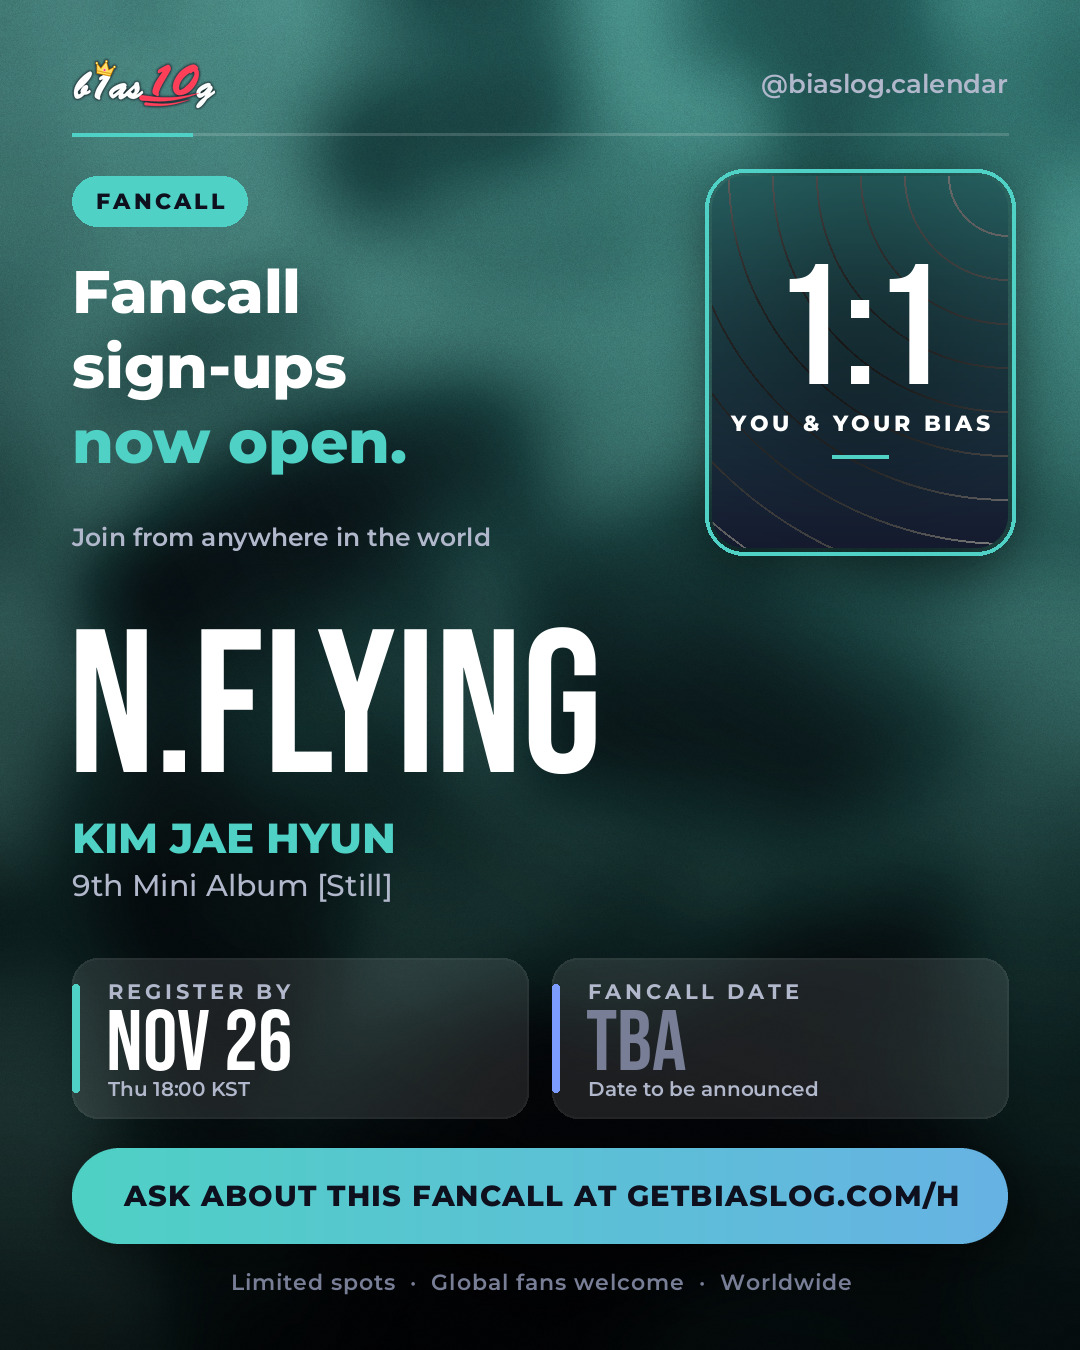 b1as10g
@biaslog.calendar
FANCALL
Fancall
sign-ups
now open.
Join from anywhere in the world
1:1
YOU & YOUR BIAS
N.FLYING
KIM JAE HYUN
9th Mini Album [Still]
REGISTER BY
NOV 26
Thu 18:00 KST
FANCALL DATE
TBA
Date to be announced
ASK ABOUT THIS FANCALL AT GETBIASLOG.COM/H
Limited spots · Global fans welcome · Worldwide